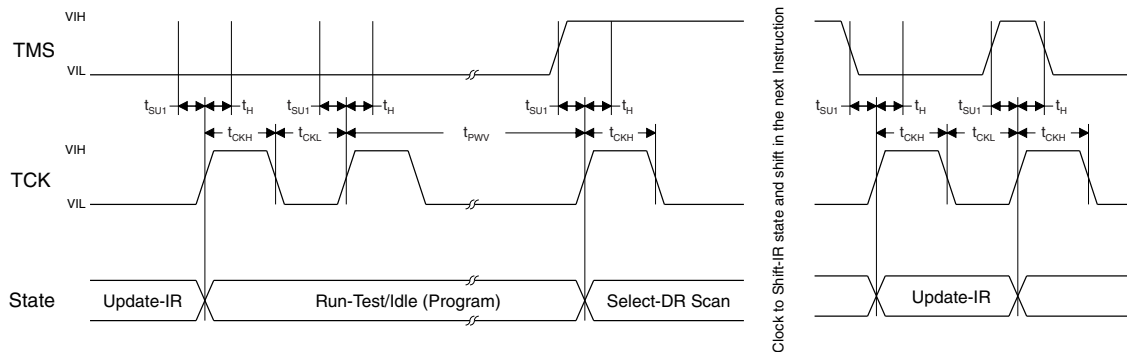 VIH
TMS
VIL
tSU1 tH tSU1 tH tSU1 tH tSU1 tH tSU1 tH
tCKH tCKL tPWV tCKH tCKH tCKL tCKH
VIH
TCK
VIL
State Update-IR Run-Test/Idle (Program) Select-DR Scan Update-IR
Clock to Shift-IR state and shift in the next Instruction